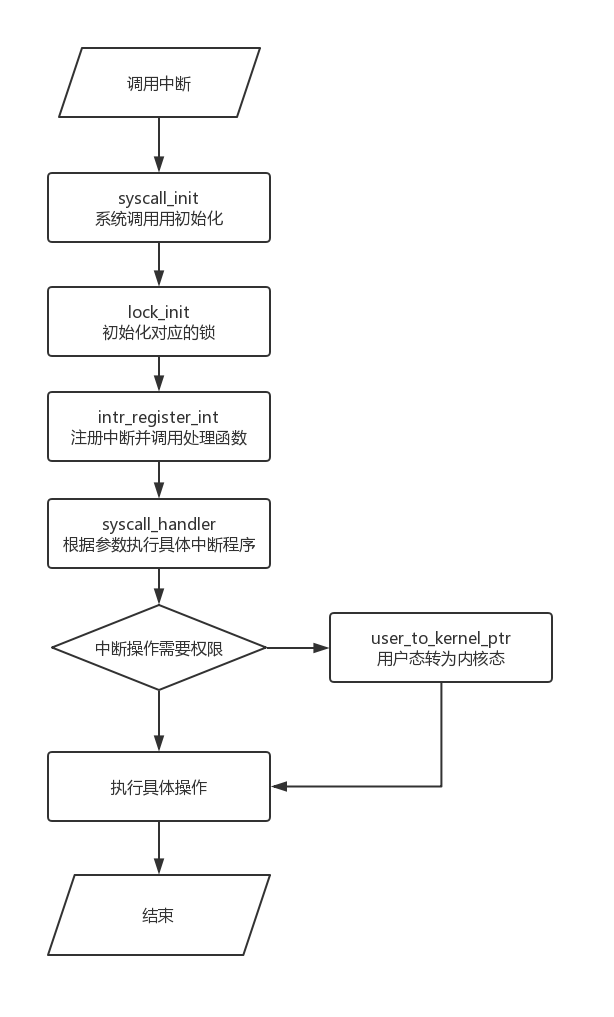 调用中断
syscall_init
系统调用用初始化
lock_init
初始化对应的锁
intr_register_int
注册中断并调用处理函数
syscall_handler
根据参数执行具体中断程序
中断操作需要权限
user_to_kernel_ptr
用户态转为内核态
执行具体操作
结束